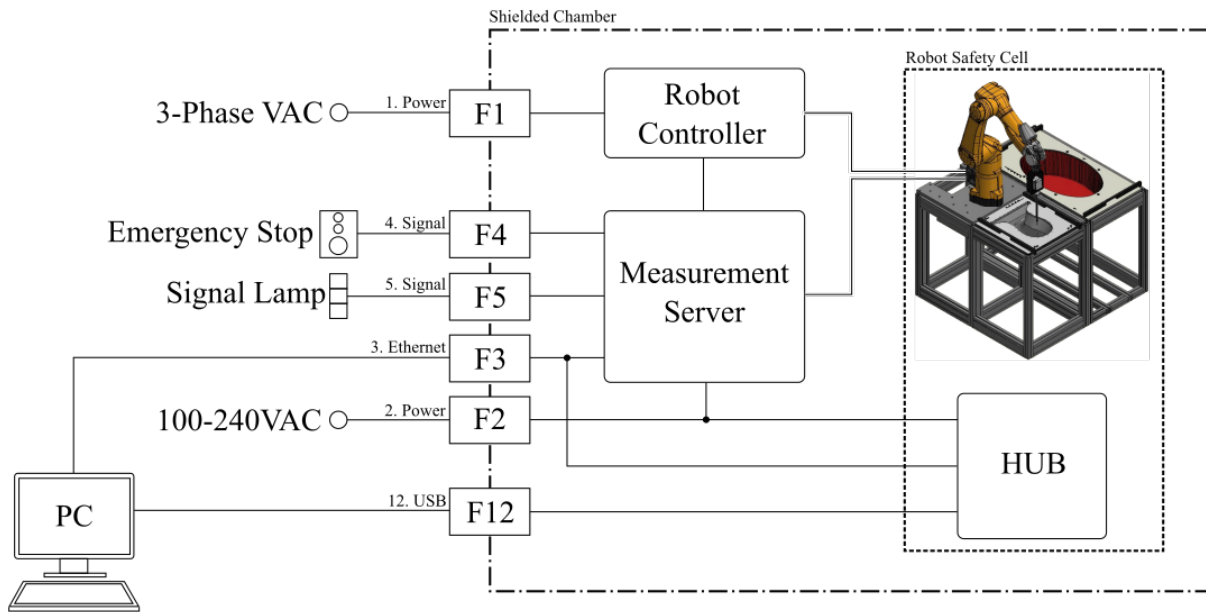 Shielded Chamber
Robot Safety Cell
3-Phase VAC
1. Power
F1
Robot
Controller
Emergency Stop
4. Signal
F4
Measurement
Server
Signal Lamp
5. Signal
F5
3. Ethernet
F3
100-240VAC
2. Power
F2
HUB
PC
12. USB
F12